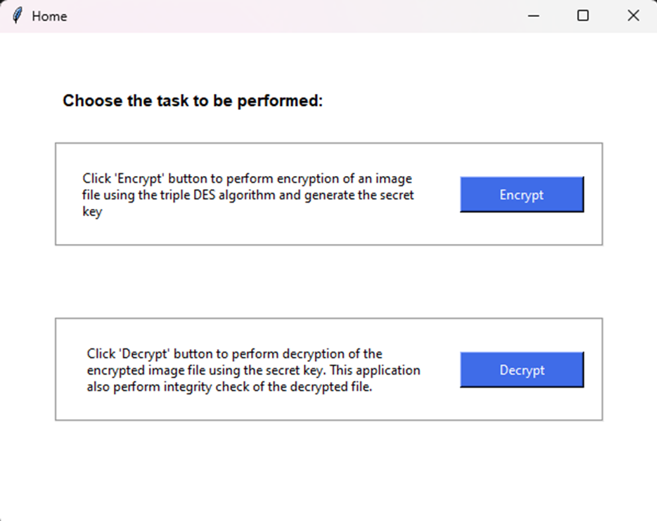 Home
Choose the task to be performed:
Click 'Encrypt' button to perform encryption of an image
file using the triple DES algorithm and generate the secret
key
Encrypt
Click 'Decrypt' button to perform decryption of the
encrypted image file using the secret key. This application
also perform integrity check of the decrypted file.
Decrypt